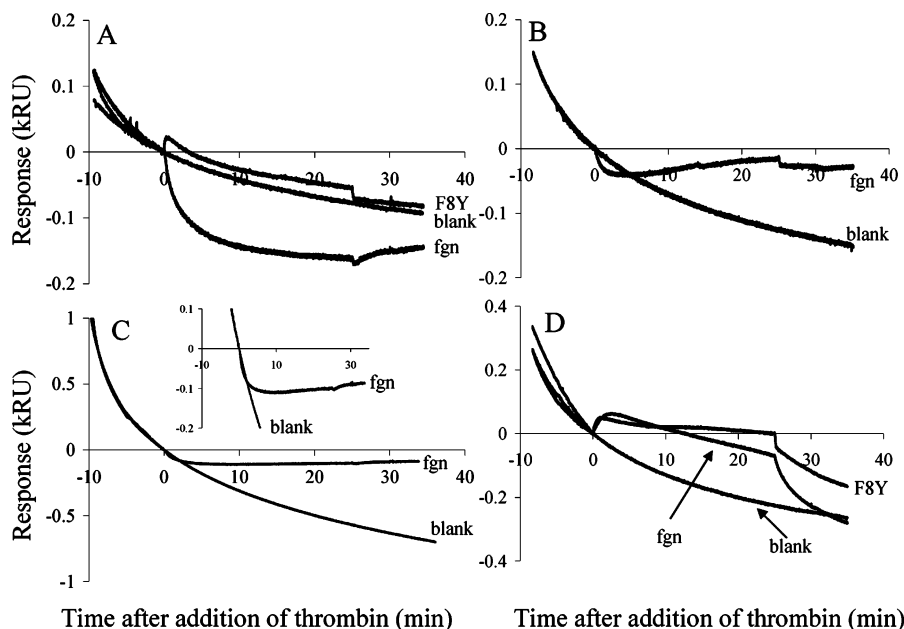 A
0.2
0.1
0
-0.1
-0.2
-10 0 10 20 30 40
F8Y
blank
fgn
Response (kRU)
B
0.2
0.1
0
-0.1
-0.2
-10 0 10 20 30 40
fgn
blank
C
1
0.5
0
-0.5
-1
-10 0 10 20 30 40
fgn
blank
0.1
0
-0.1
-0.2
-10 0 10 20 30
fgn
blank
Response (kRU)
Time after addition of thrombin (min)
D
0.4
0.2
0
-0.2
-0.4
-10 0 10 20 30 40
F8Y
fgn
blank
Time after addition of thrombin (min)